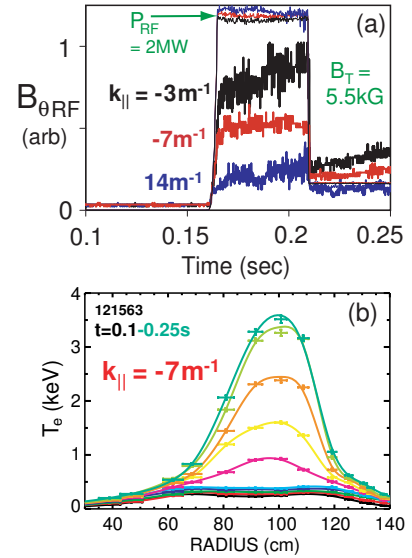 (a)
P_RF = 2MW
1
B_θRF (arb)
k_|| = -3m^-1
B_T = 5.5kG
-7m^-1
14m^-1
0
0.1 0.15 0.2 0.25
Time (sec)
(b)
121563
t=0.1-0.25s
k_|| = -7m^-1
T_e (keV)
4
3
2
1
0
40 60 80 100 120 140
RADIUS (cm)